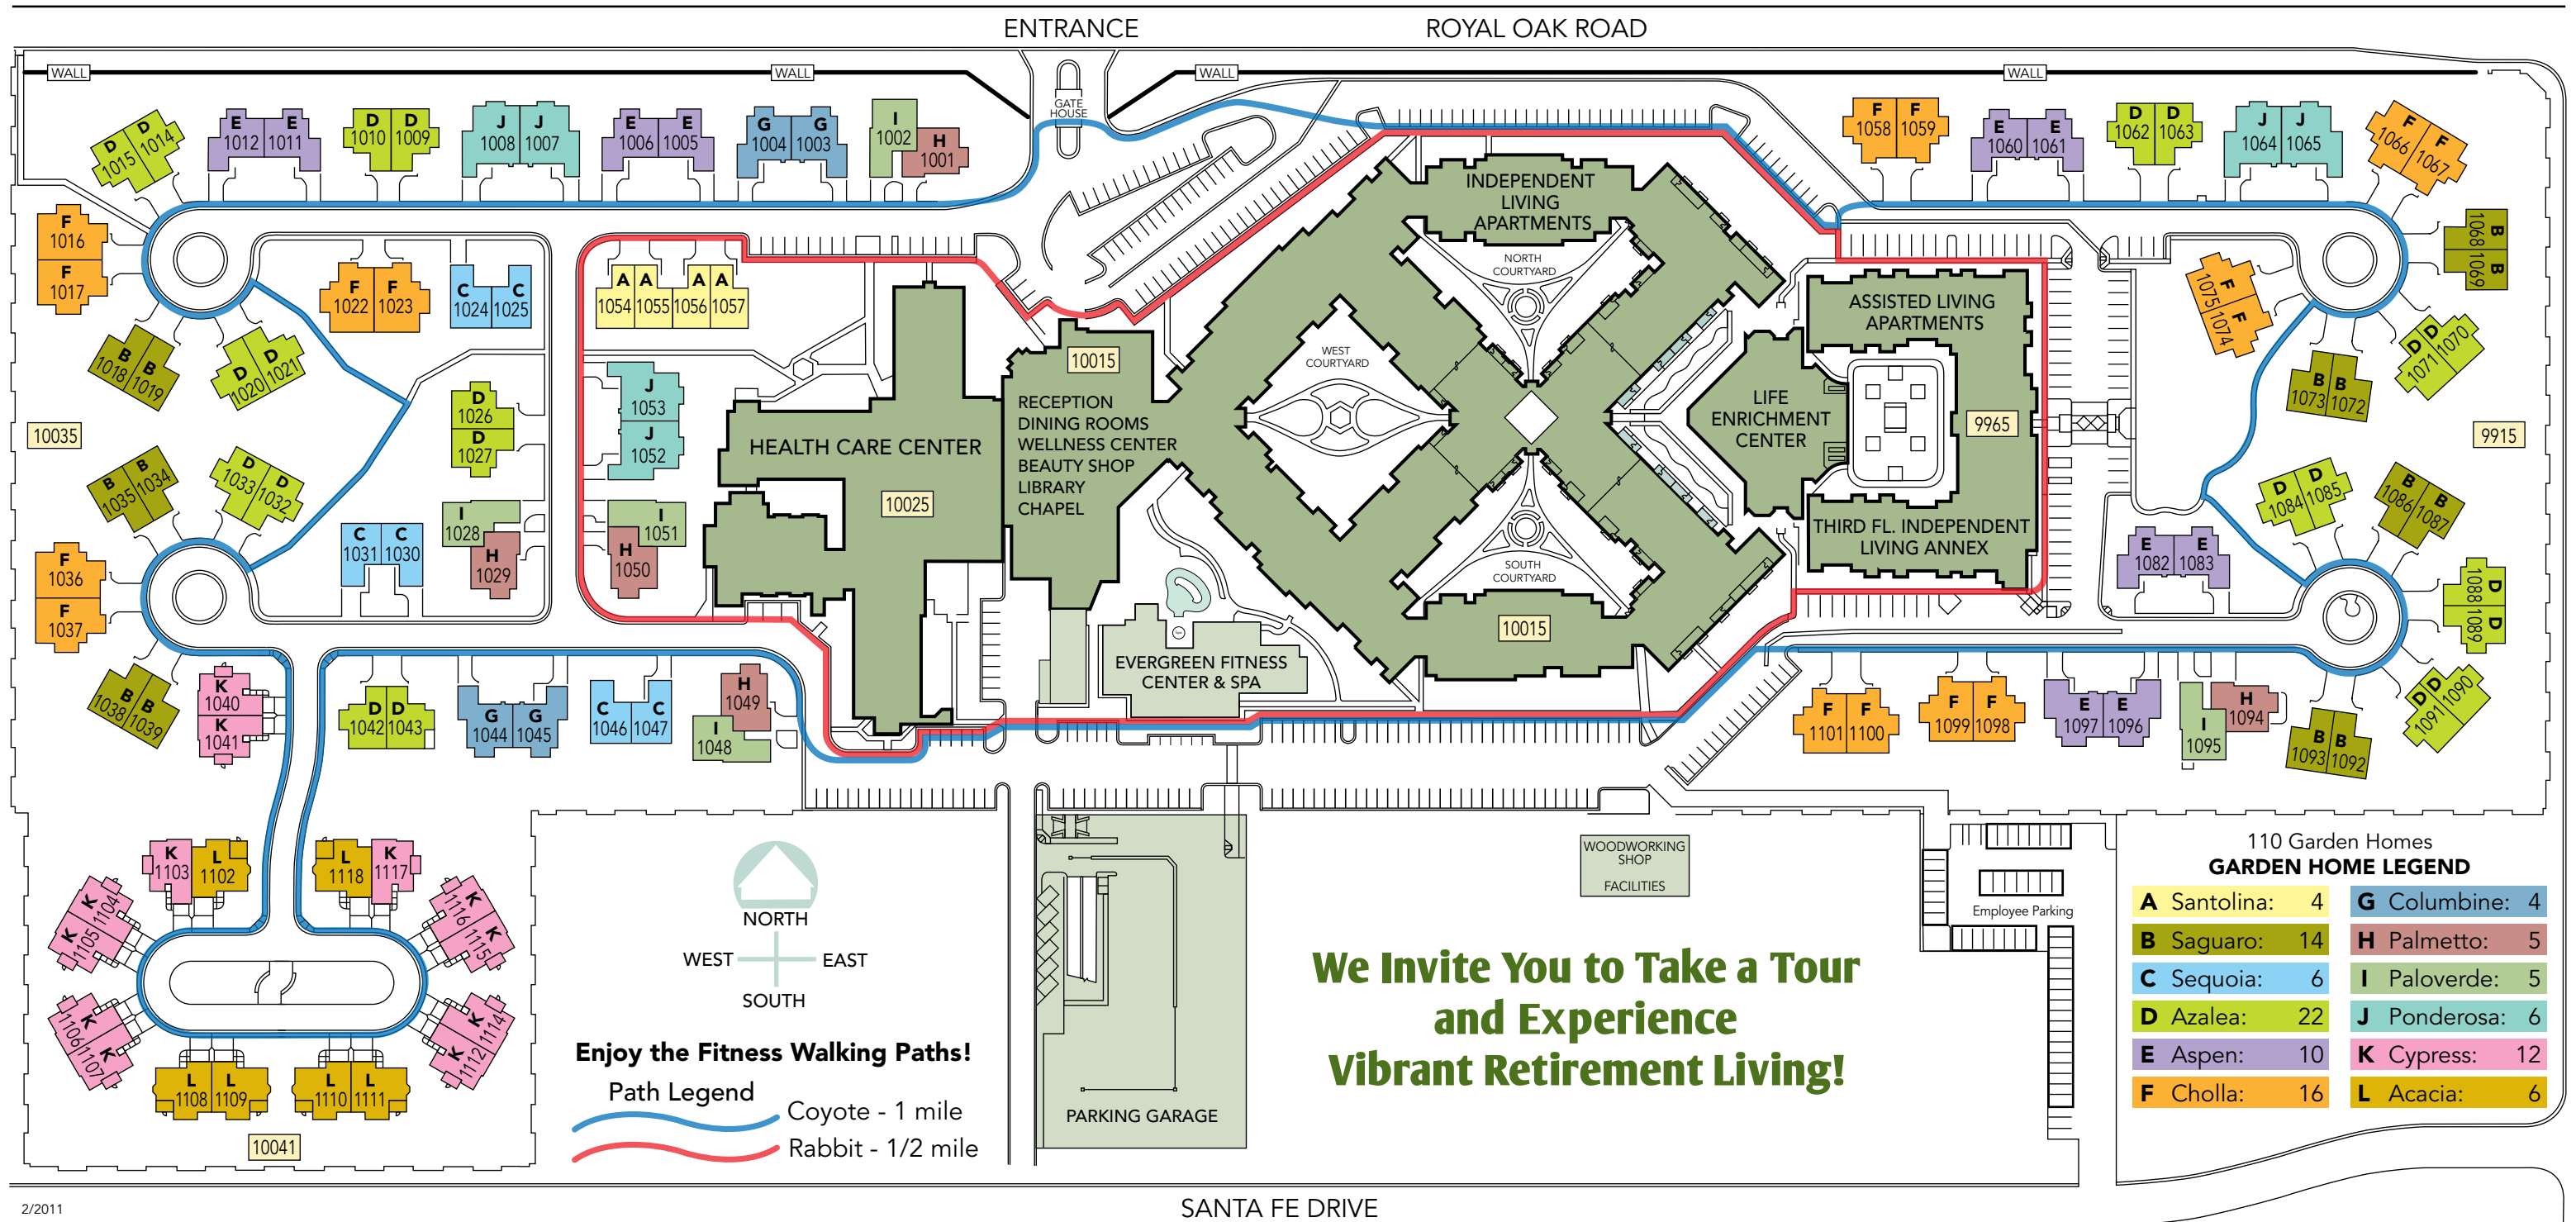 ENTRANCE
ROYAL OAK ROAD
WALL
WALL
WALL
WALL
GATE
HOUSE
D D
1015 1014
E E
1012 1011
D D
1010 1009
J J
1008 1007
E E
1006 1005
G G
1004 1003
I
1002
H
1001
F F
1058 1059
E E
1060 1061
D D
1062 1063
J J
1064 1065
F F
1066 1067
F
1016
F
1017
F F
1022 1023
C C
1024 1025
A A A A
1054 1055 1056 1057
B B
1018 1019
D D
1020 1021
D
1026
D
1027
J
1053
J
1052
10035
B B
1035 1034
D D
1033 1032
I
1028
H
1029
C C
1031 1030
I
1051
H
1050
F
1036
F
1037
B B
1038 1039
K
1040
K
1041
D D
1042 1043
G G
1044 1045
C C
1046 1047
H
1049
I
1048
HEALTH CARE CENTER
10025
10015
RECEPTION
DINING ROOMS
WELLNESS CENTER
BEAUTY SHOP
LIBRARY
CHAPEL
INDEPENDENT
LIVING
APARTMENTS
NORTH
COURTYARD
WEST
COURTYARD
SOUTH
COURTYARD
10015
EVERGREEN FITNESS
CENTER & SPA
ASSISTED LIVING
APARTMENTS
LIFE
ENRICHMENT
CENTER
9965
THIRD FL. INDEPENDENT
LIVING ANNEX
B B
1068 1069
F F
1075 1074
D D
1071 1070
B B
1073 1072
9915
D D
1084 1085
B B
1086 1087
E E
1082 1083
D D
1088 1089
D D
1091 1090
F F
1101 1100
F F
1099 1098
E E
1097 1096
I
1095
H
1094
B B
1093 1092
K L
1103 1102
L K
1118 1117
K K
1105 1104
K K
1116 1115
K K
1106 1107
K K
1112 1114
L L
1108 1109
L L
1110 1111
10041
NORTH
WEST EAST
SOUTH
Enjoy the Fitness Walking Paths!
Path Legend
Coyote - 1 mile
Rabbit - 1/2 mile
PARKING GARAGE
WOODWORKING
SHOP
FACILITIES
Employee Parking
We Invite You to Take a Tour
and Experience
Vibrant Retirement Living!
110 Garden Homes
GARDEN HOME LEGEND
A Santolina: 4
B Saguaro: 14
C Sequoia: 6
D Azalea: 22
E Aspen: 10
F Cholla: 16
G Columbine: 4
H Palmetto: 5
I Paloverde: 5
J Ponderosa: 6
K Cypress: 12
L Acacia: 6
2/2011
SANTA FE DRIVE